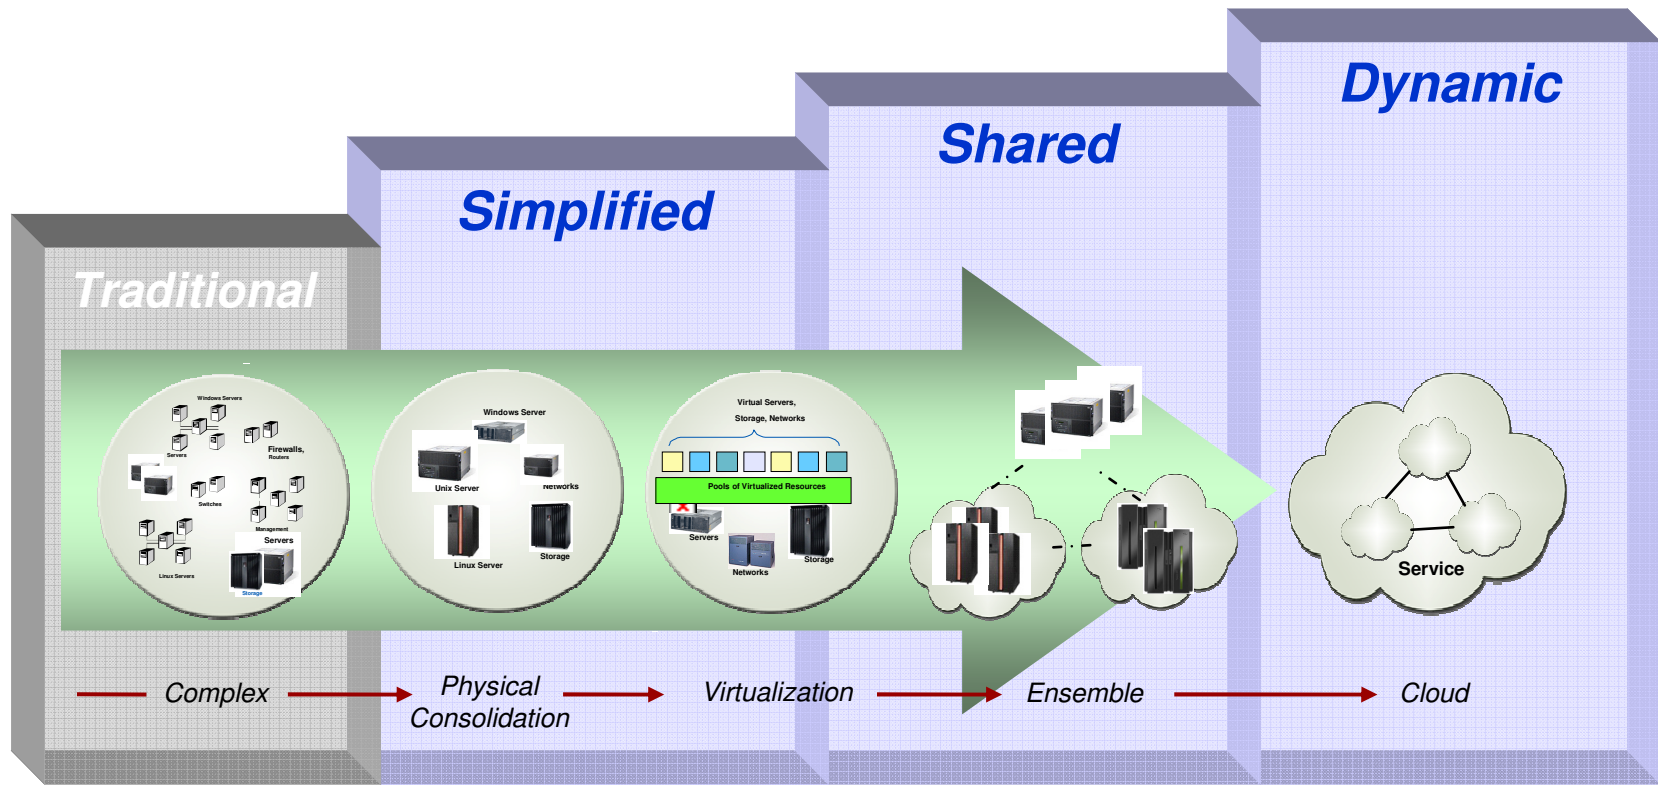 Traditional
Simplified
Shared
Dynamic
Windows Servers
Servers
Firewalls,
Routers
Switches
Management
Linux Servers
Servers
Storage
Windows Server
Unix Server
Networks
Linux Server
Storage
Virtual Servers,
Storage, Networks
Pools of Virtualized Resources
Servers
Networks
Storage
Service
Complex
Physical
Consolidation
Virtualization
Ensemble
Cloud